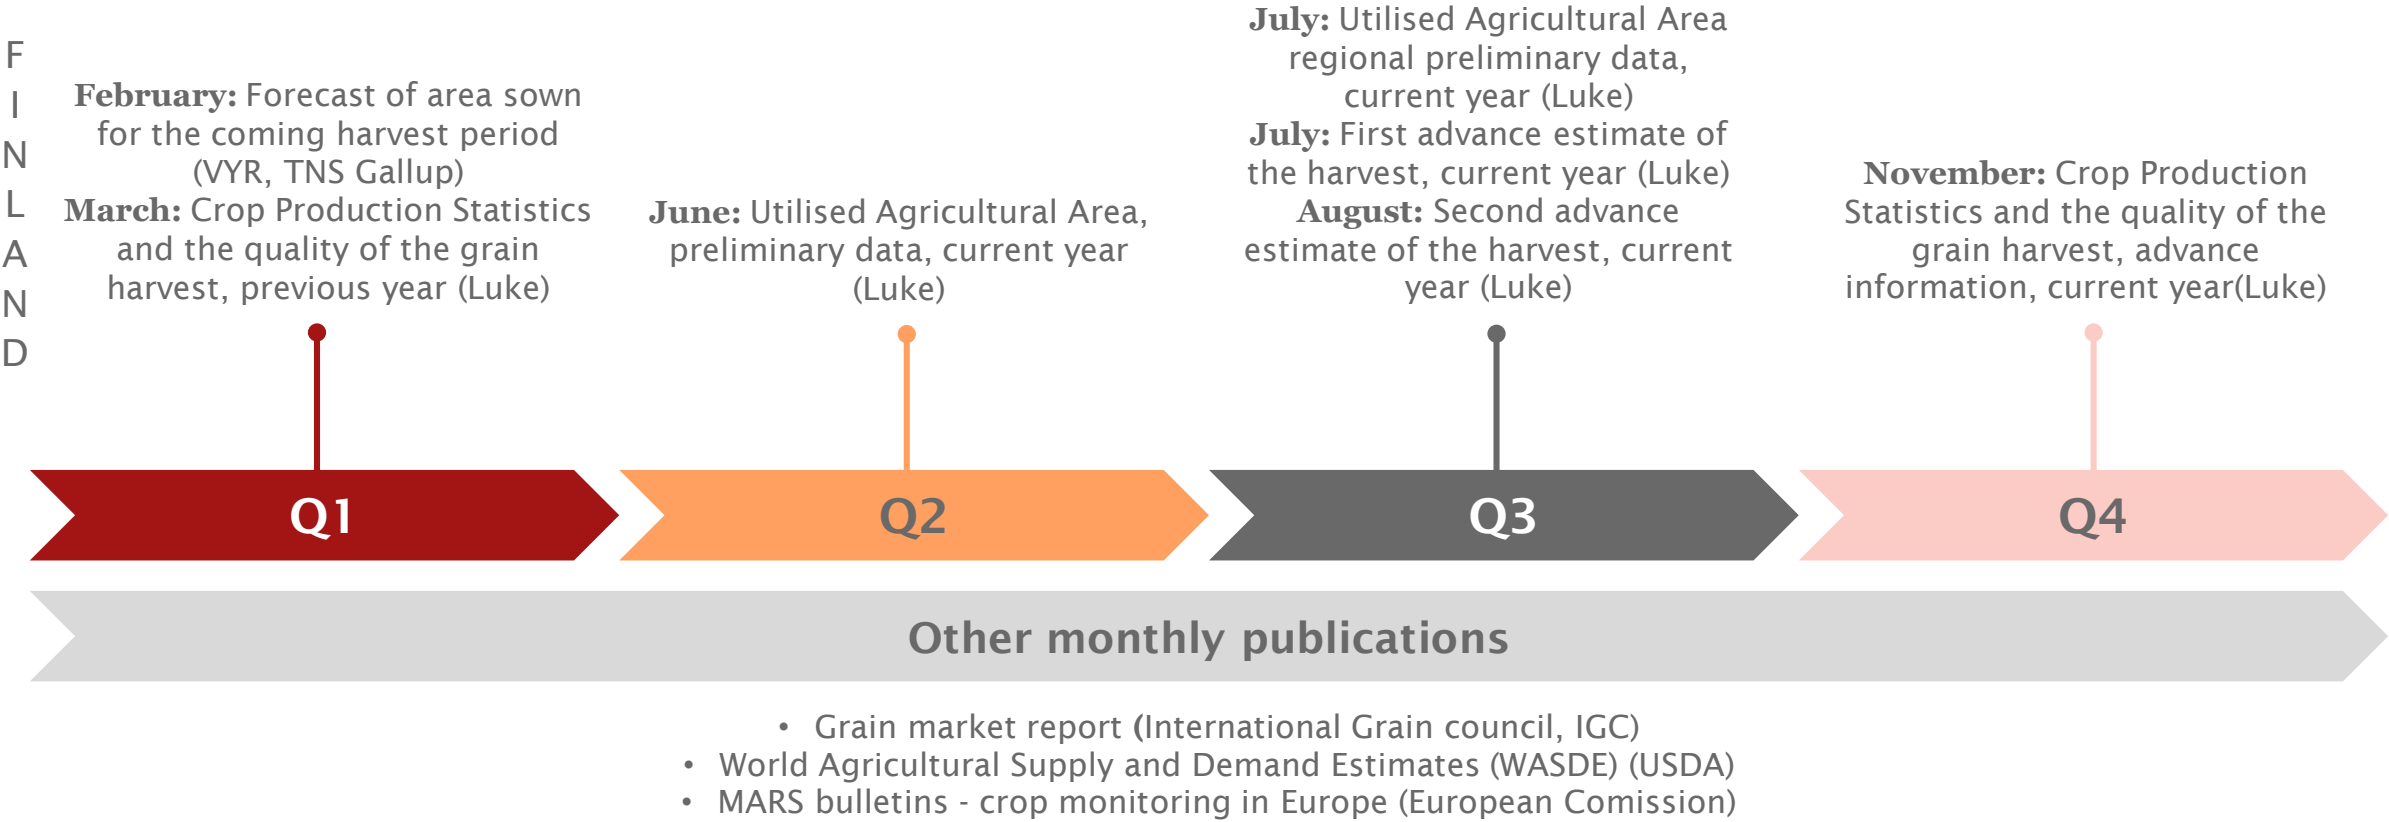 FINLAND
February: Forecast of area sown
for the coming harvest period
(VYR, TNS Gallup)
March: Crop Production Statistics
and the quality of the grain
harvest, previous year (Luke)
June: Utilised Agricultural Area,
preliminary data, current year
(Luke)
July: Utilised Agricultural Area
regional preliminary data,
current year (Luke)
July: First advance estimate of
the harvest, current year (Luke)
August: Second advance
estimate of the harvest, current
year (Luke)
November: Crop Production
Statistics and the quality of the
grain harvest, advance
information, current year(Luke)
Q1
Q2
Q3
Q4
Other monthly publications
• Grain market report (International Grain council, IGC)
• World Agricultural Supply and Demand Estimates (WASDE) (USDA)
• MARS bulletins - crop monitoring in Europe (European Comission)